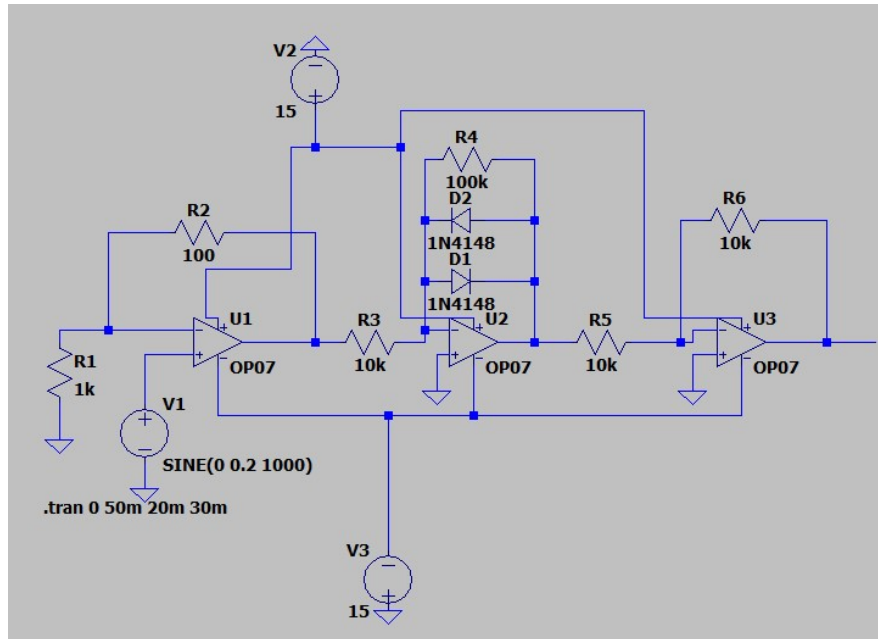 V2
−
+
15
R4
100k
D2
1N4148
D1
1N4148
R2
100
R6
10k
U1
+
−
+
−
OP07
R3
10k
U2
+
−
+
−
OP07
R5
10k
U3
+
−
+
−
OP07
R1
1k
V1
+
−
SINE(0 0.2 1000)
.tran 0 50m 20m 30m
V3
−
+
15